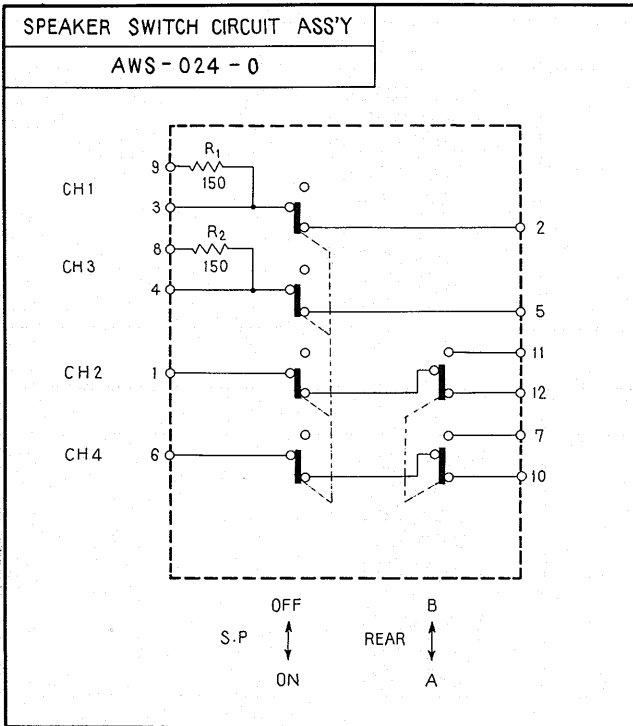 SPEAKER SWITCH CIRCUIT ASS'Y
AWS-024-0
CH1
9
R1
150
3
2
CH3
8
R2
150
4
5
11
CH2
1
12
7
CH4
6
10
OFF
B
S.P
REAR
ON
A